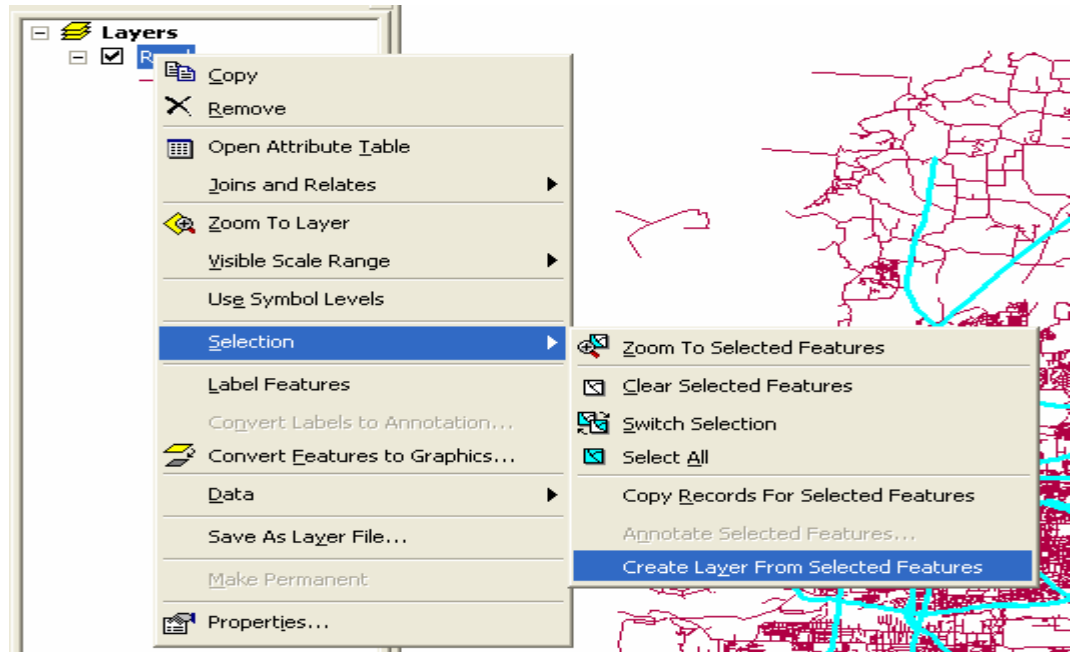 Layers
Copy
Remove
Open Attribute Table
Joins and Relates
Zoom To Layer
Visible Scale Range
Use Symbol Levels
Selection
Label Features
Convert Labels to Annotation...
Convert Features to Graphics...
Data
Save As Layer File...
Make Permanent
Properties...
Zoom To Selected Features
Clear Selected Features
Switch Selection
Select All
Copy Records For Selected Features
Annotate Selected Features...
Create Layer From Selected Features